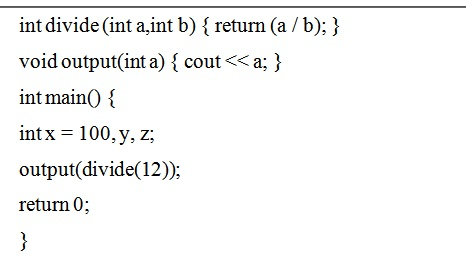 int divide (int a,int b) { return (a / b); }
void output(int a) { cout << a; }
int main() {
int x = 100, y, z;
output(divide(12));
return 0;
}